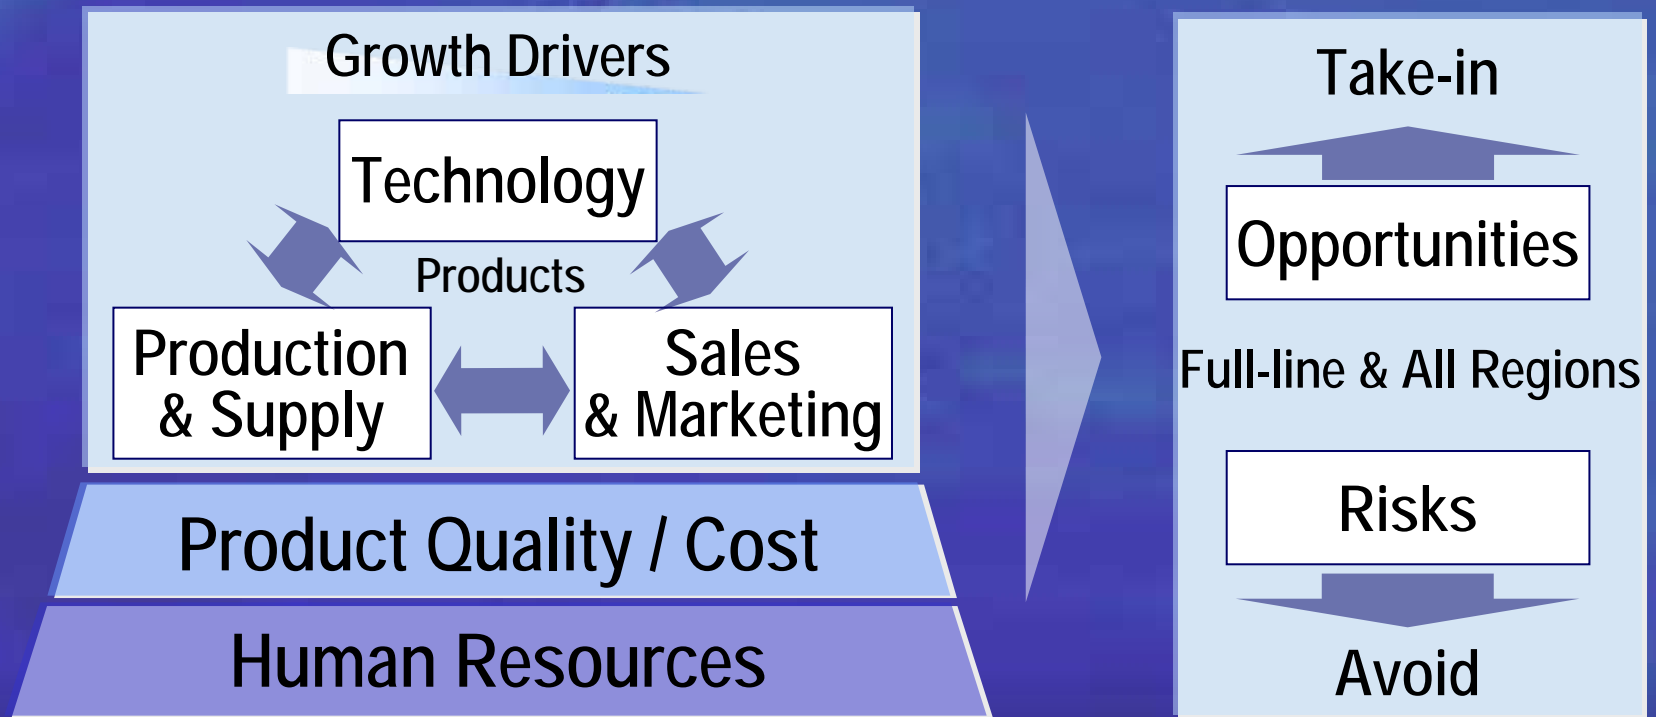 Growth Drivers
Technology
Products
Production
& Supply
Sales
& Marketing
Product Quality / Cost
Human Resources
Take-in
Opportunities
Full-line & All Regions
Risks
Avoid